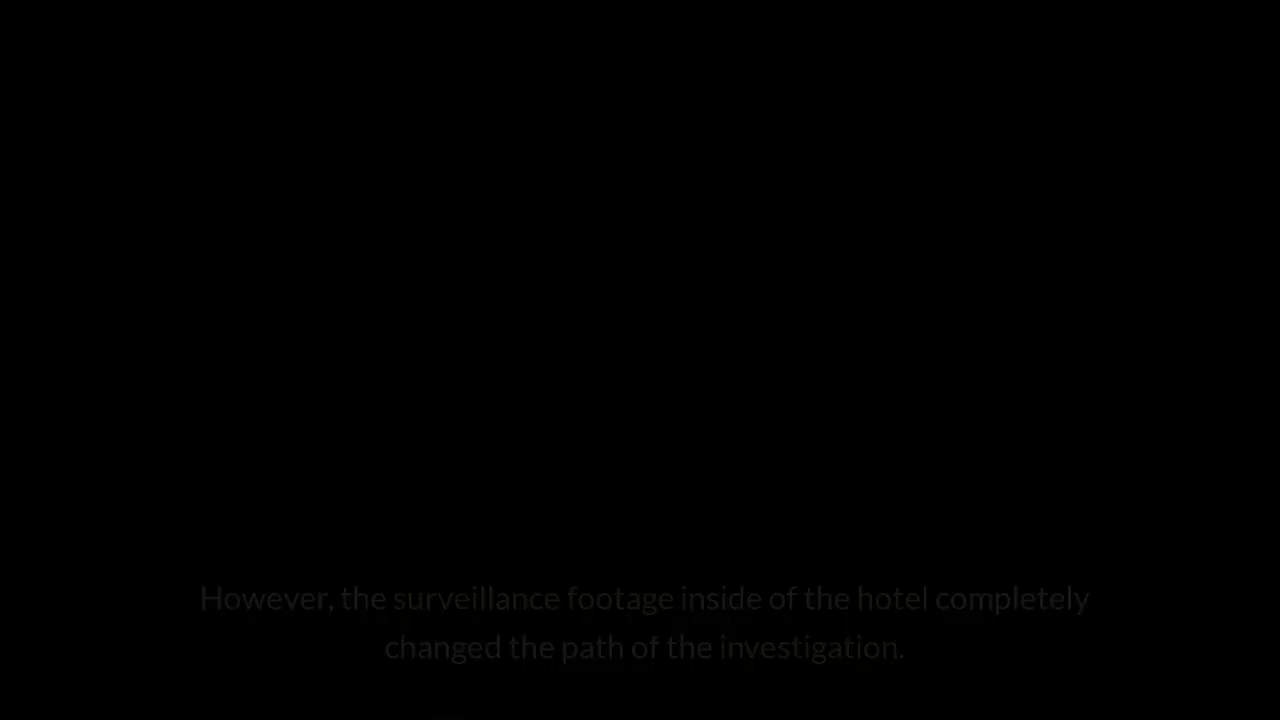 However, the surveillance footage inside of the hotel completely
changed the path of the investigation.